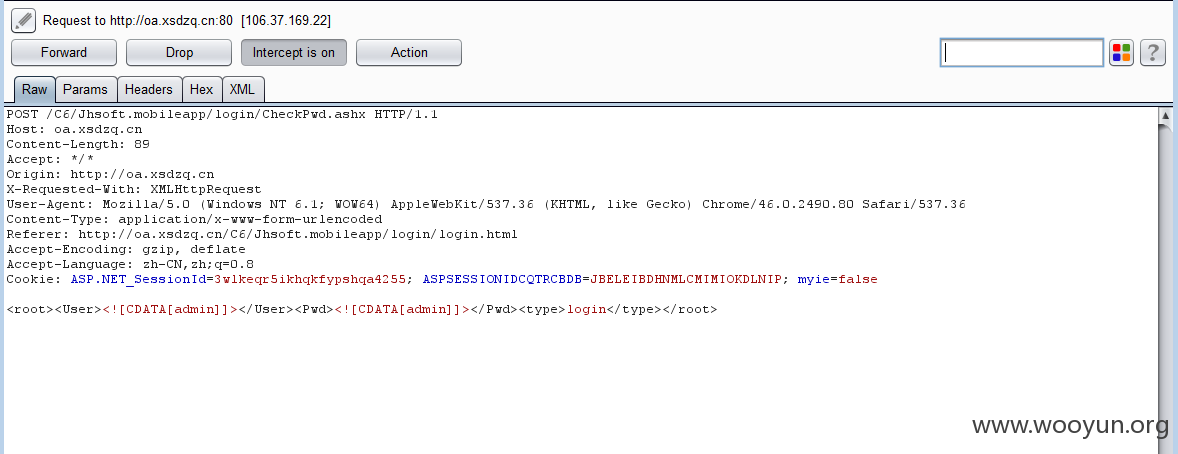 Request to http://oa.xsdzq.cn:80 [106.37.169.22]
Forward Drop Intercept is on Action
?
Raw Params Headers Hex XML
POST /C6/Jhsoft.mobileapp/login/CheckPwd.ashx HTTP/1.1
Host: oa.xsdzq.cn
Content-Length: 89
Accept: */*
Origin: http://oa.xsdzq.cn
X-Requested-With: XMLHttpRequest
User-Agent: Mozilla/5.0 (Windows NT 6.1; WOW64) AppleWebKit/537.36 (KHTML, like Gecko) Chrome/46.0.2490.80 Safari/537.36
Content-Type: application/x-www-form-urlencoded
Referer: http://oa.xsdzq.cn/C6/Jhsoft.mobileapp/login/login.html
Accept-Encoding: gzip, deflate
Accept-Language: zh-CN,zh;q=0.8
Cookie: ASP.NET_SessionId=3wlkeqr5ikhqkfypshqa4255; ASPSESSIONIDCQTRCBDB=JBELEIBDHNMLCMIMIOKDLNIP; myie=false
<root><User><![CDATA[admin]]></User><Pwd><![CDATA[admin]]></Pwd><type>login</type></root>
www.wooyun.org